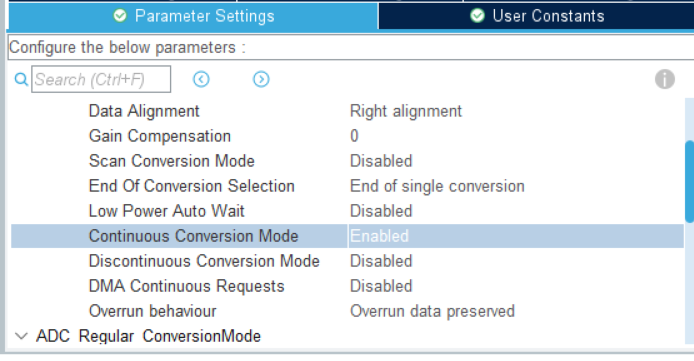 Parameter Settings User Constants
Configure the below parameters :
Search (Ctrl+F)
Data Alignment Right alignment
Gain Compensation 0
Scan Conversion Mode Disabled
End Of Conversion Selection End of single conversion
Low Power Auto Wait Disabled
Continuous Conversion Mode Enabled
Discontinuous Conversion Mode Disabled
DMA Continuous Requests Disabled
Overrun behaviour Overrun data preserved
ADC_Regular_ConversionMode